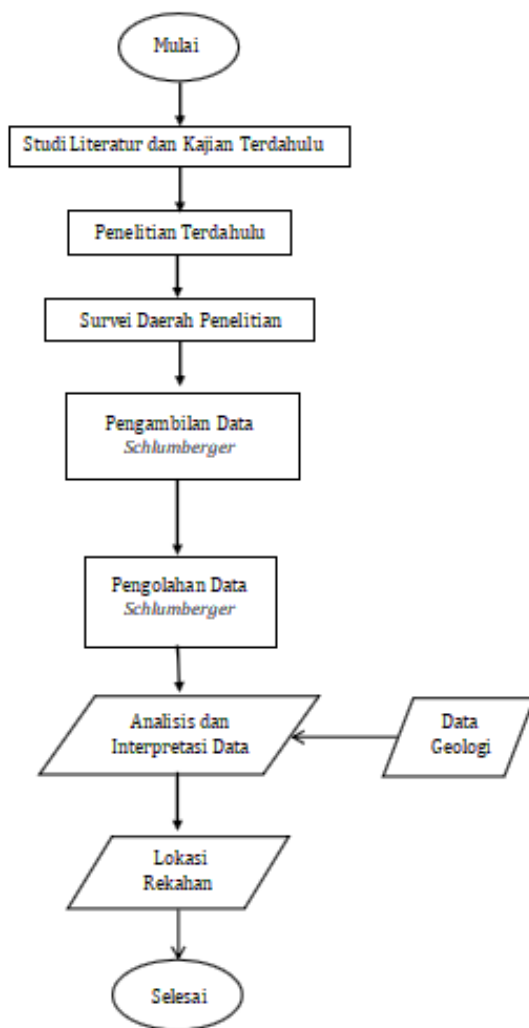 Mulai
Studi Literatur dan Kajian Terdahulu
Penelitian Terdahulu
Survei Daerah Penelitian
Pengambilan Data
Schlumberger
Pengolahan Data
Schlumberger
Analisis dan
Interpretasi Data
Data
Geologi
Lokasi
Rekahan
Selesai